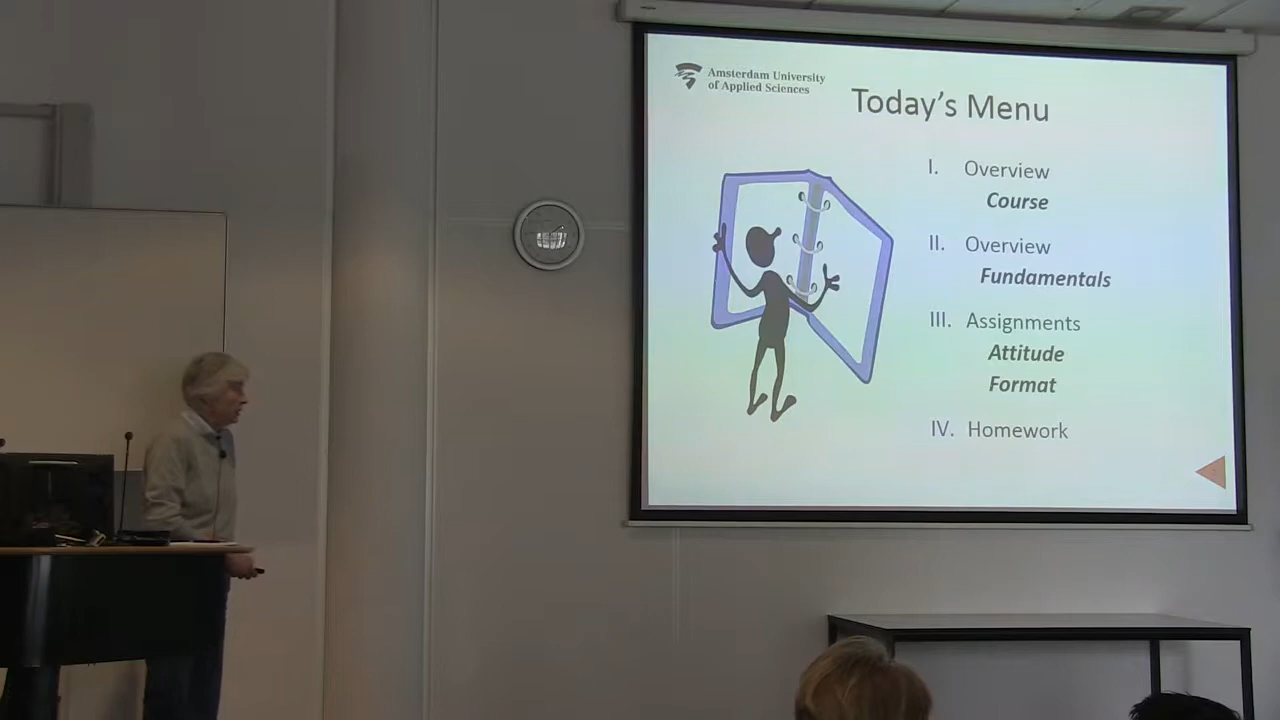 Amsterdam University
of Applied Sciences
Today's Menu
I. Overview
Course
II. Overview
Fundamentals
III. Assignments
Attitude
Format
IV. Homework